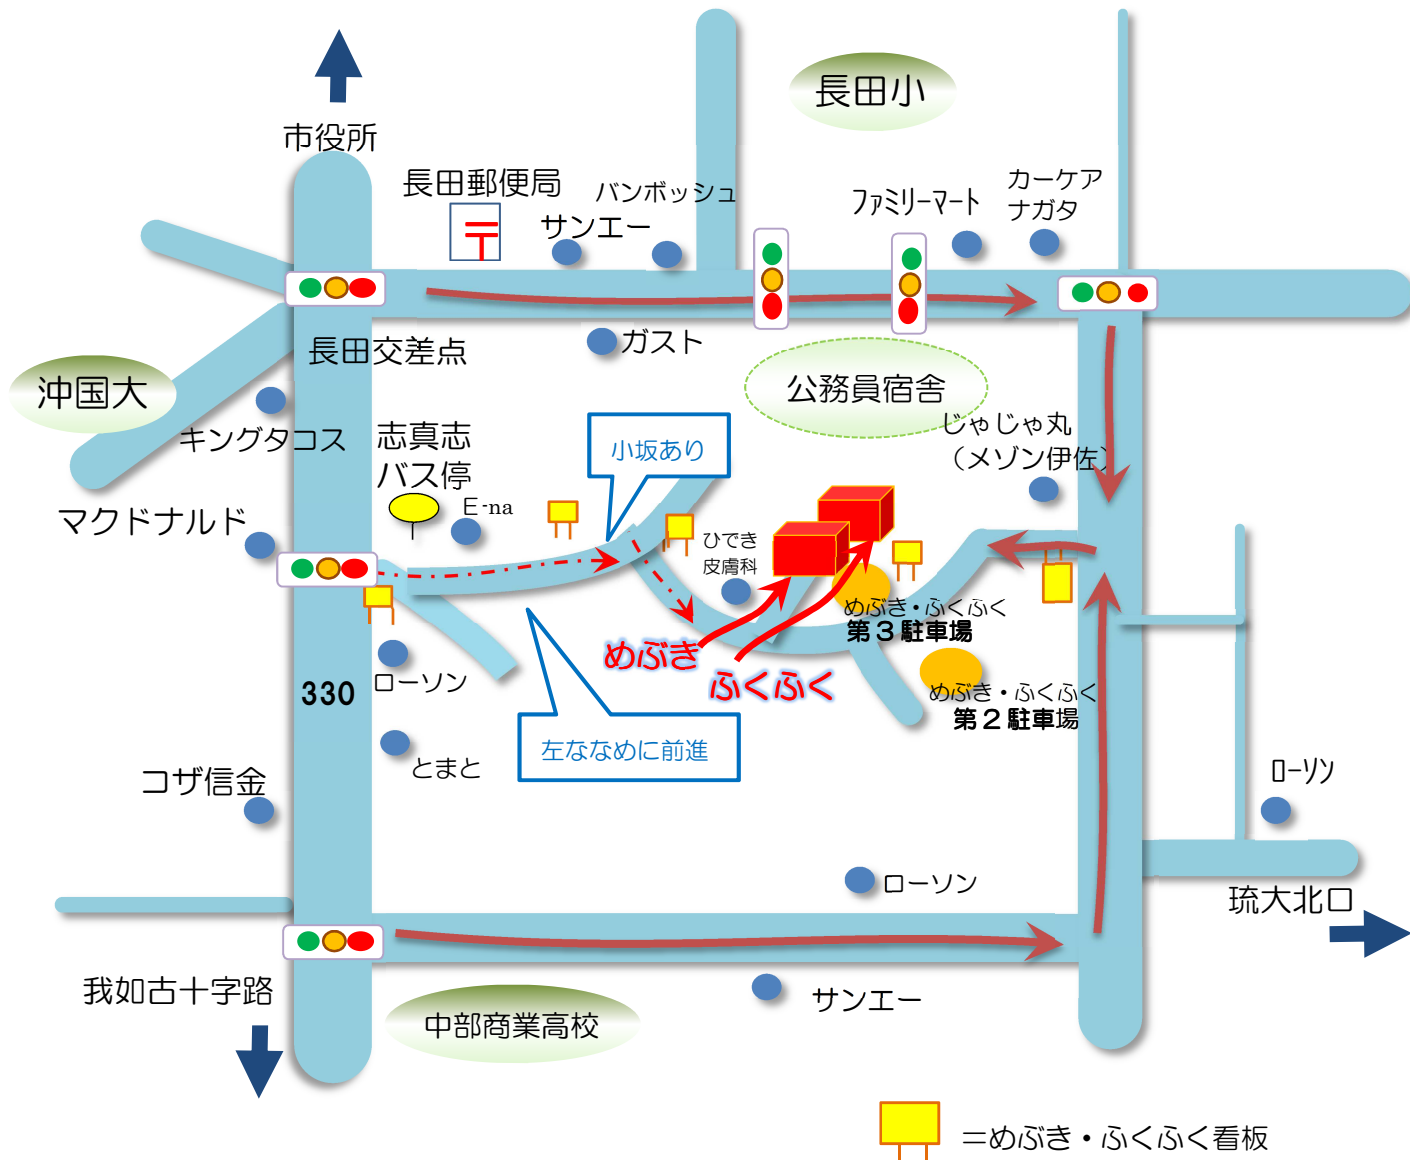 長田小
市役所
長田郵便局
バンボッシュ
サンエー
ファミリーマート
カーケア
ナガタ
長田交差点
ガスト
沖国大
公務員宿舎
キングタコス
志真志
バス停
小坂あり
じゃじゃ丸
（メゾン伊佐）
マクドナルド
E-na
ひでき
皮膚科
めぶき・ふくふく
第3駐車場
めぶき
ふくふく
ローソン
330
めぶき・ふくふく
第2駐車場
左ななめに前進
とまと
コザ信金
ローソン
ローソン
琉大北口
我如古十字路
サンエー
中部商業高校
=めぶき・ふくふく看板